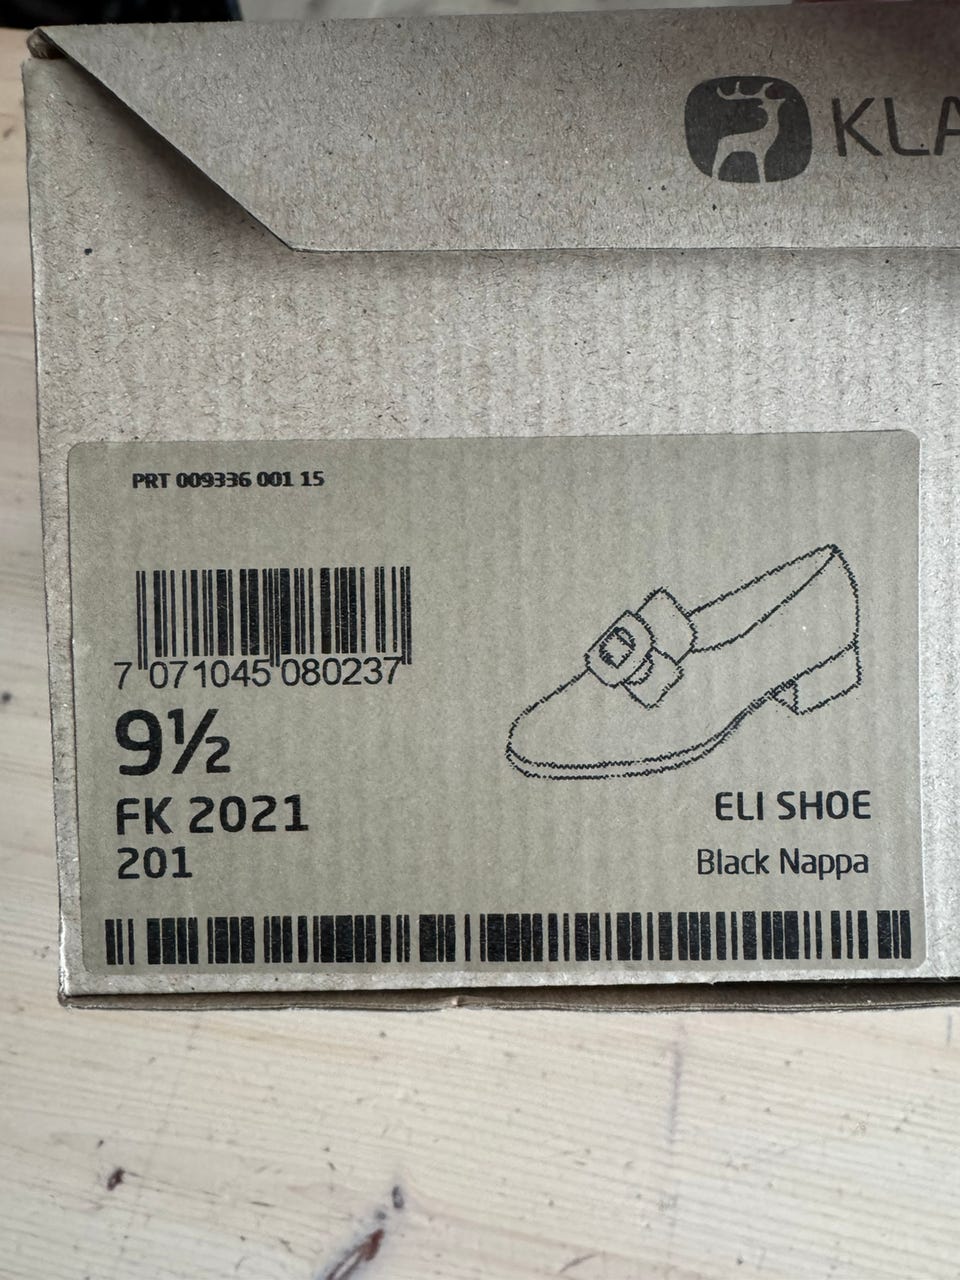 KLA
PRT 009336 001 15
7 071045 080237
9½
FK 2021
201
ELI SHOE
Black Nappa